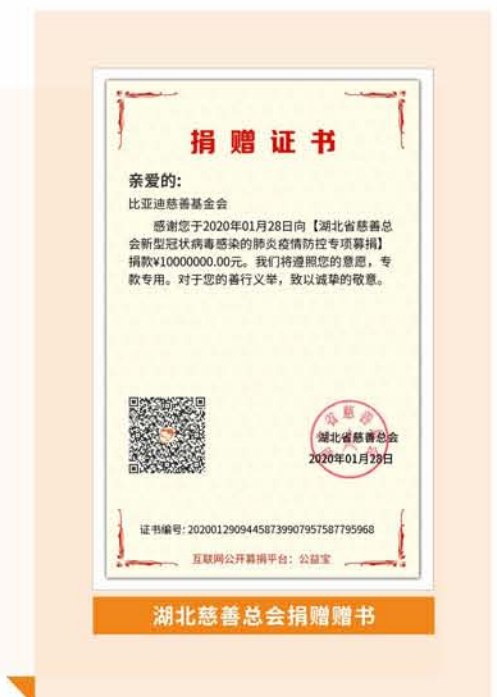 捐赠证书
亲爱的:
比亚迪慈善基金会
感谢您于2020年01月28日向【湖北省慈善总
会新型冠状病毒感染的肺炎疫情防控专项募捐】
捐款¥10000000.00元。我们将遵照您的意愿，专
款专用。对于您的善行义举，致以诚挚的敬意。
湖北省慈善总会
2020年01月28日
证书编号: 20200129094458739907957587795968
互联网公开募捐平台：公益宝
湖北慈善总会捐赠赠书